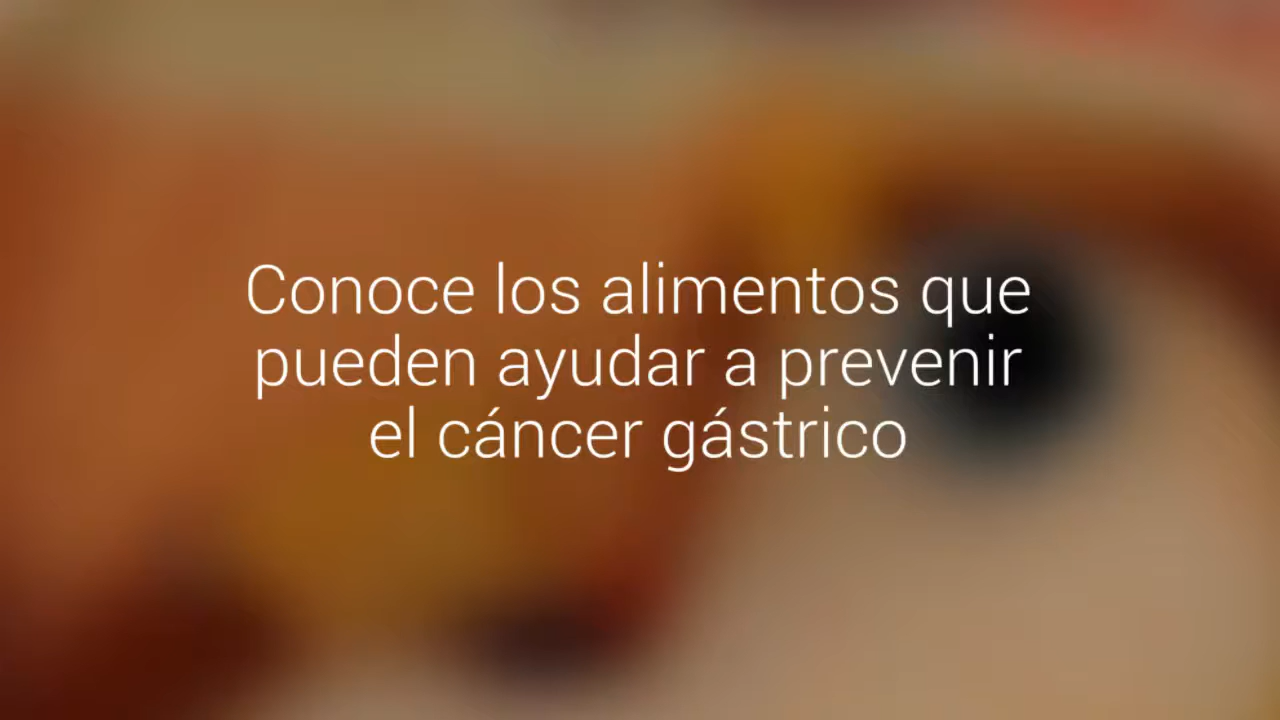 Conoce los alimentos que
pueden ayudar a prevenir
el cáncer gástrico